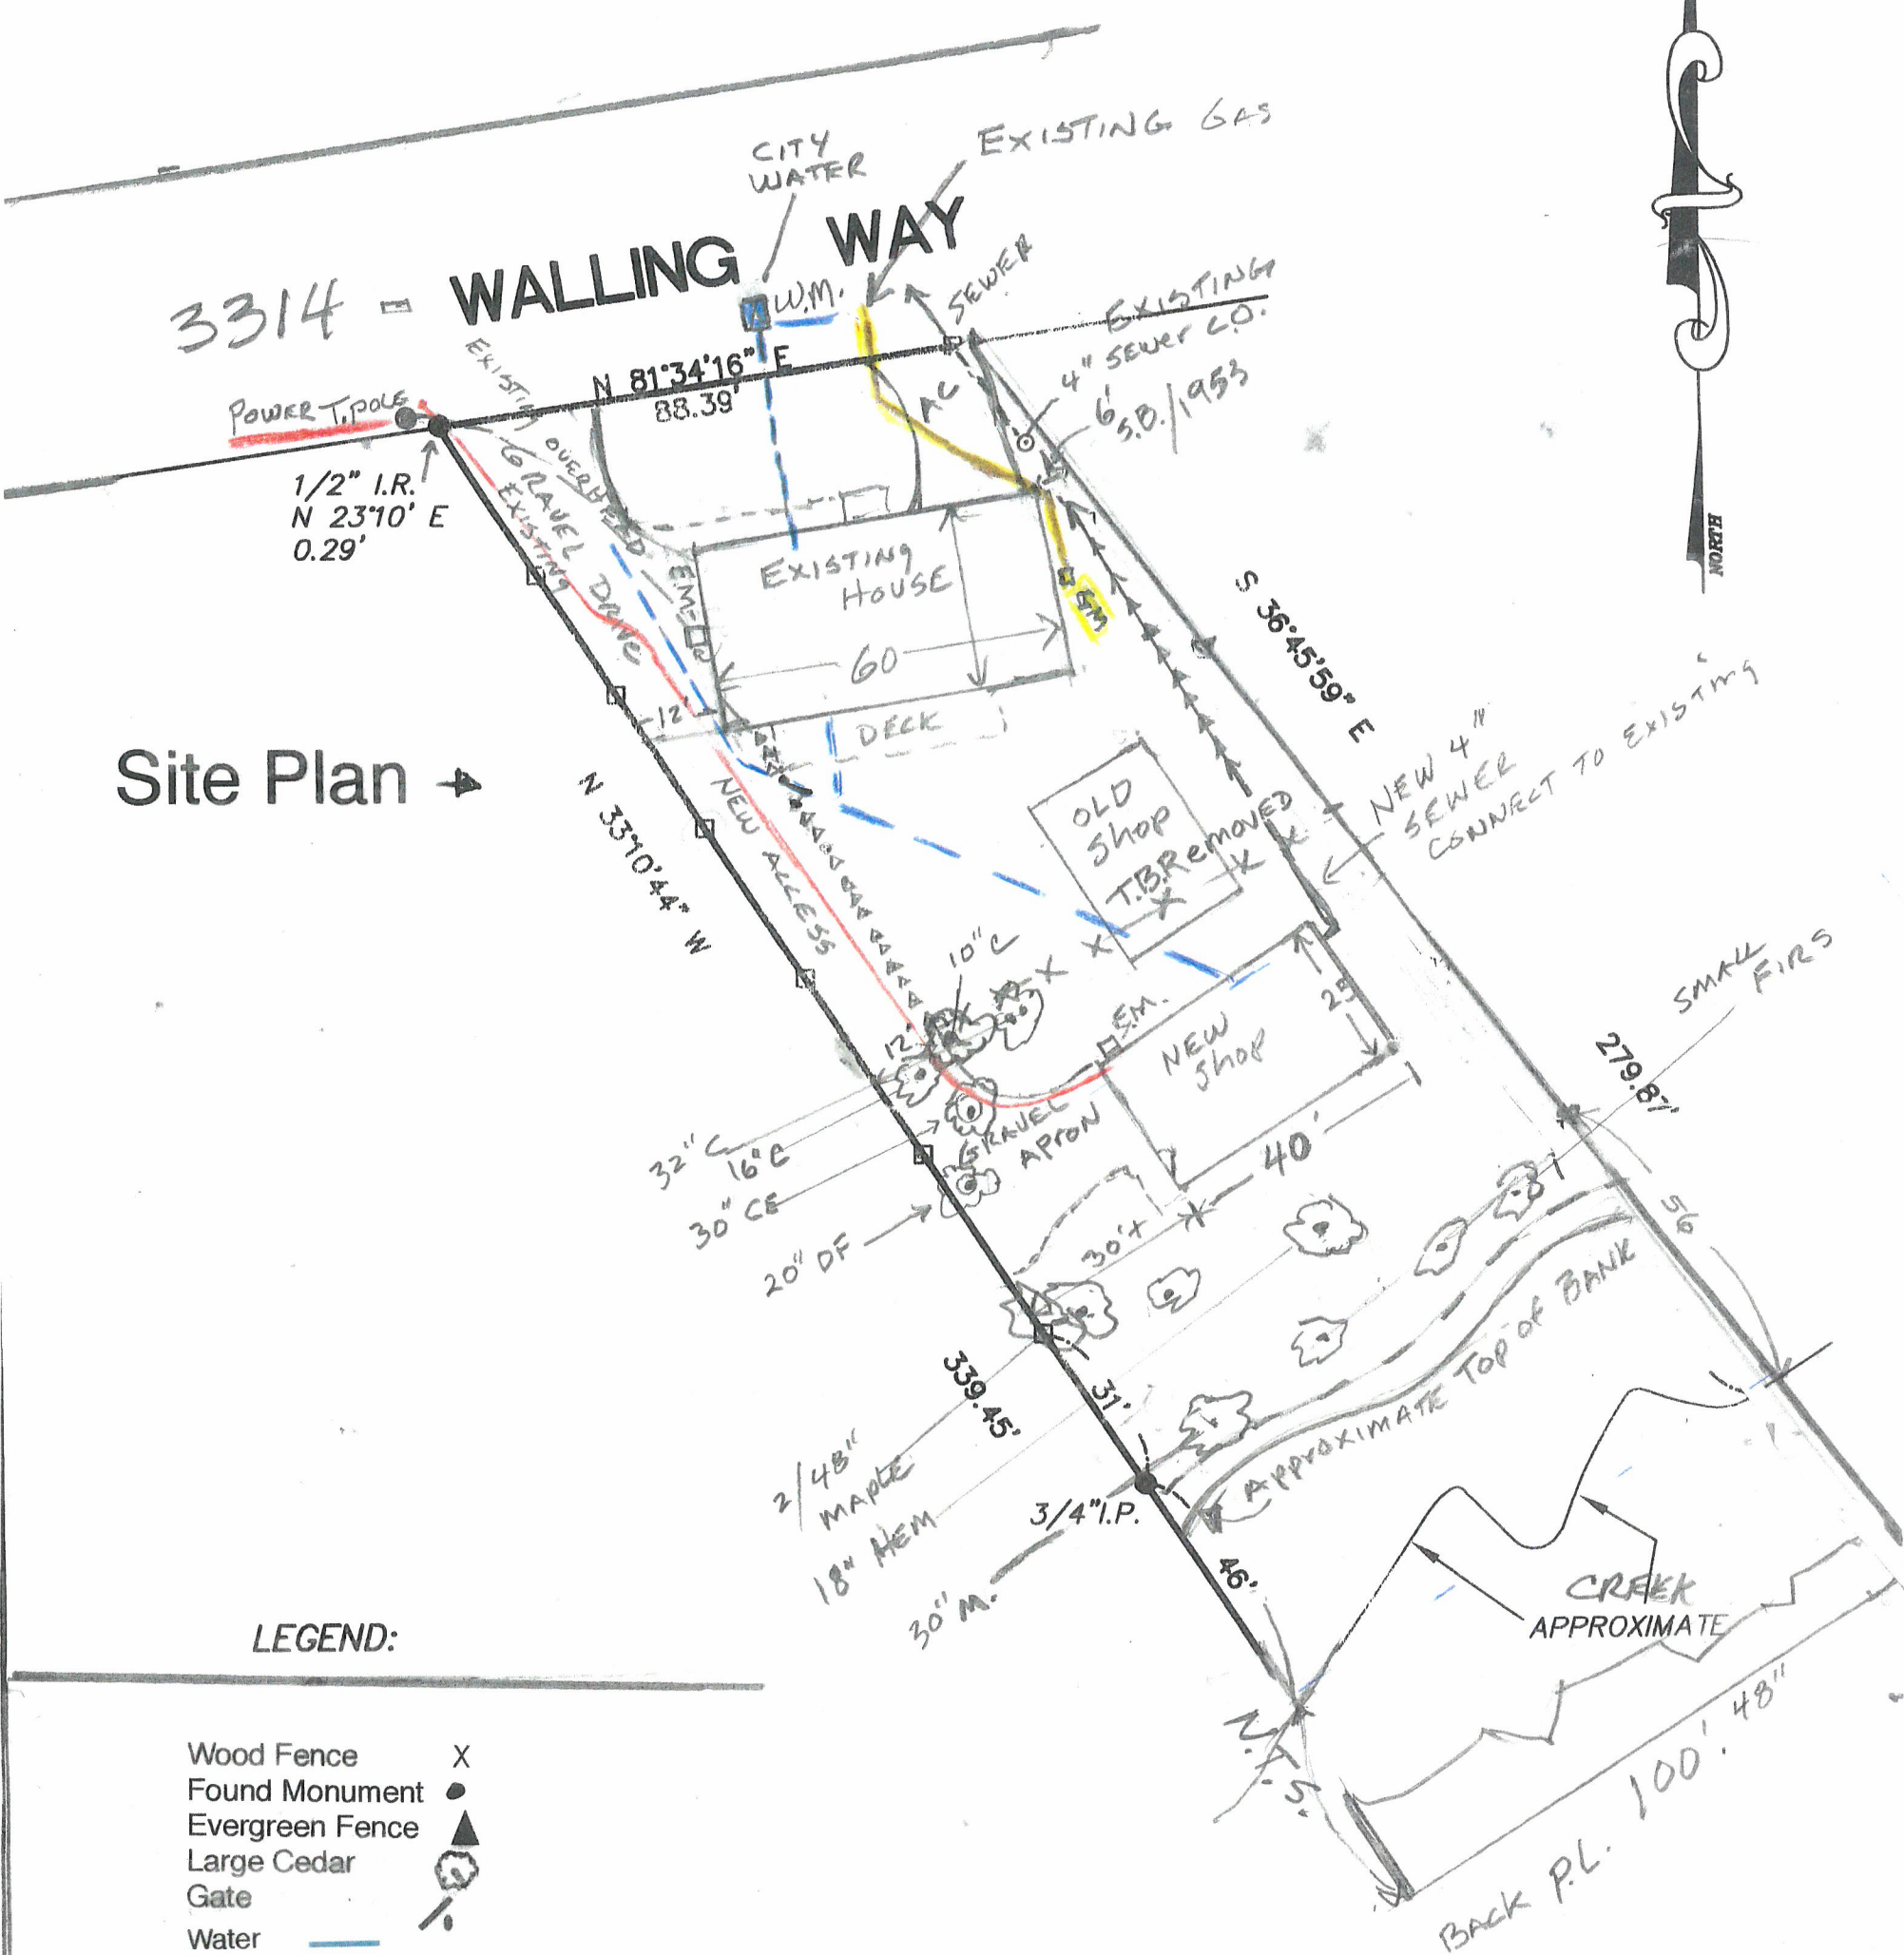 CITY
WATER
EXISTING GAS
3314 - WALLING WAY
W.M.
SEWER
EXISTING
4" SEWER C.O.
6'
S.B./1953
N 81°34'16" E
88.39'
POWER T.POLE
EXISTING OVERHEAD
GRAVEL DRIVE
EXISTING
1/2" I.R.
N 23°10' E
0.29'
EXISTING
HOUSE
EM
GM
60
12'
DECK
NORTH
S 36°45'59" E
Site Plan
N 33°10'44" W
NEW ACCESS
OLD
Shop
T.B.Removed
X X X X X X
NEW 4"
SEWER
CONNECT TO EXISTING
10" C
12'
E.M.
NEW
Shop
25
40'
SMALL
FIRS
279.87'
32" C
16" C
30" CE
20" DF
GRAVEL
APRON
30'±
56
339.45'
31'
APPROXIMATE TOP OF BANK
2/48"
MAPLE
18" HEM
30" M.
3/4"I.P.
46'
CREEK
APPROXIMATE
N.T.S.
BACK P.L. 100'. 48"
LEGEND:
Wood Fence X
Found Monument
Evergreen Fence
Large Cedar
Gate
Water